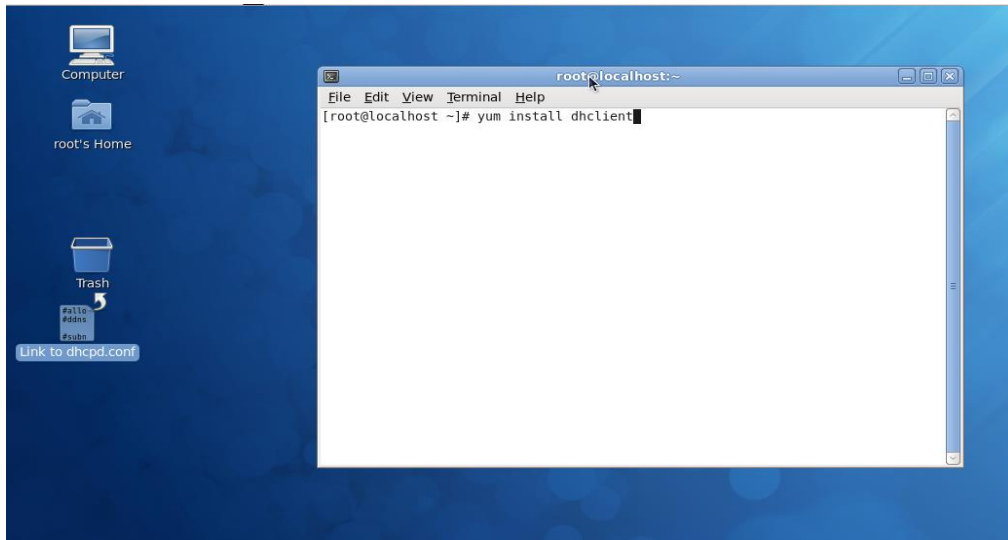 Computer
root's Home
Trash
#allo
#ddns
#subn
Link to dhcpd.conf
root@localhost:~
File Edit View Terminal Help
[root@localhost ~]# yum install dhclient